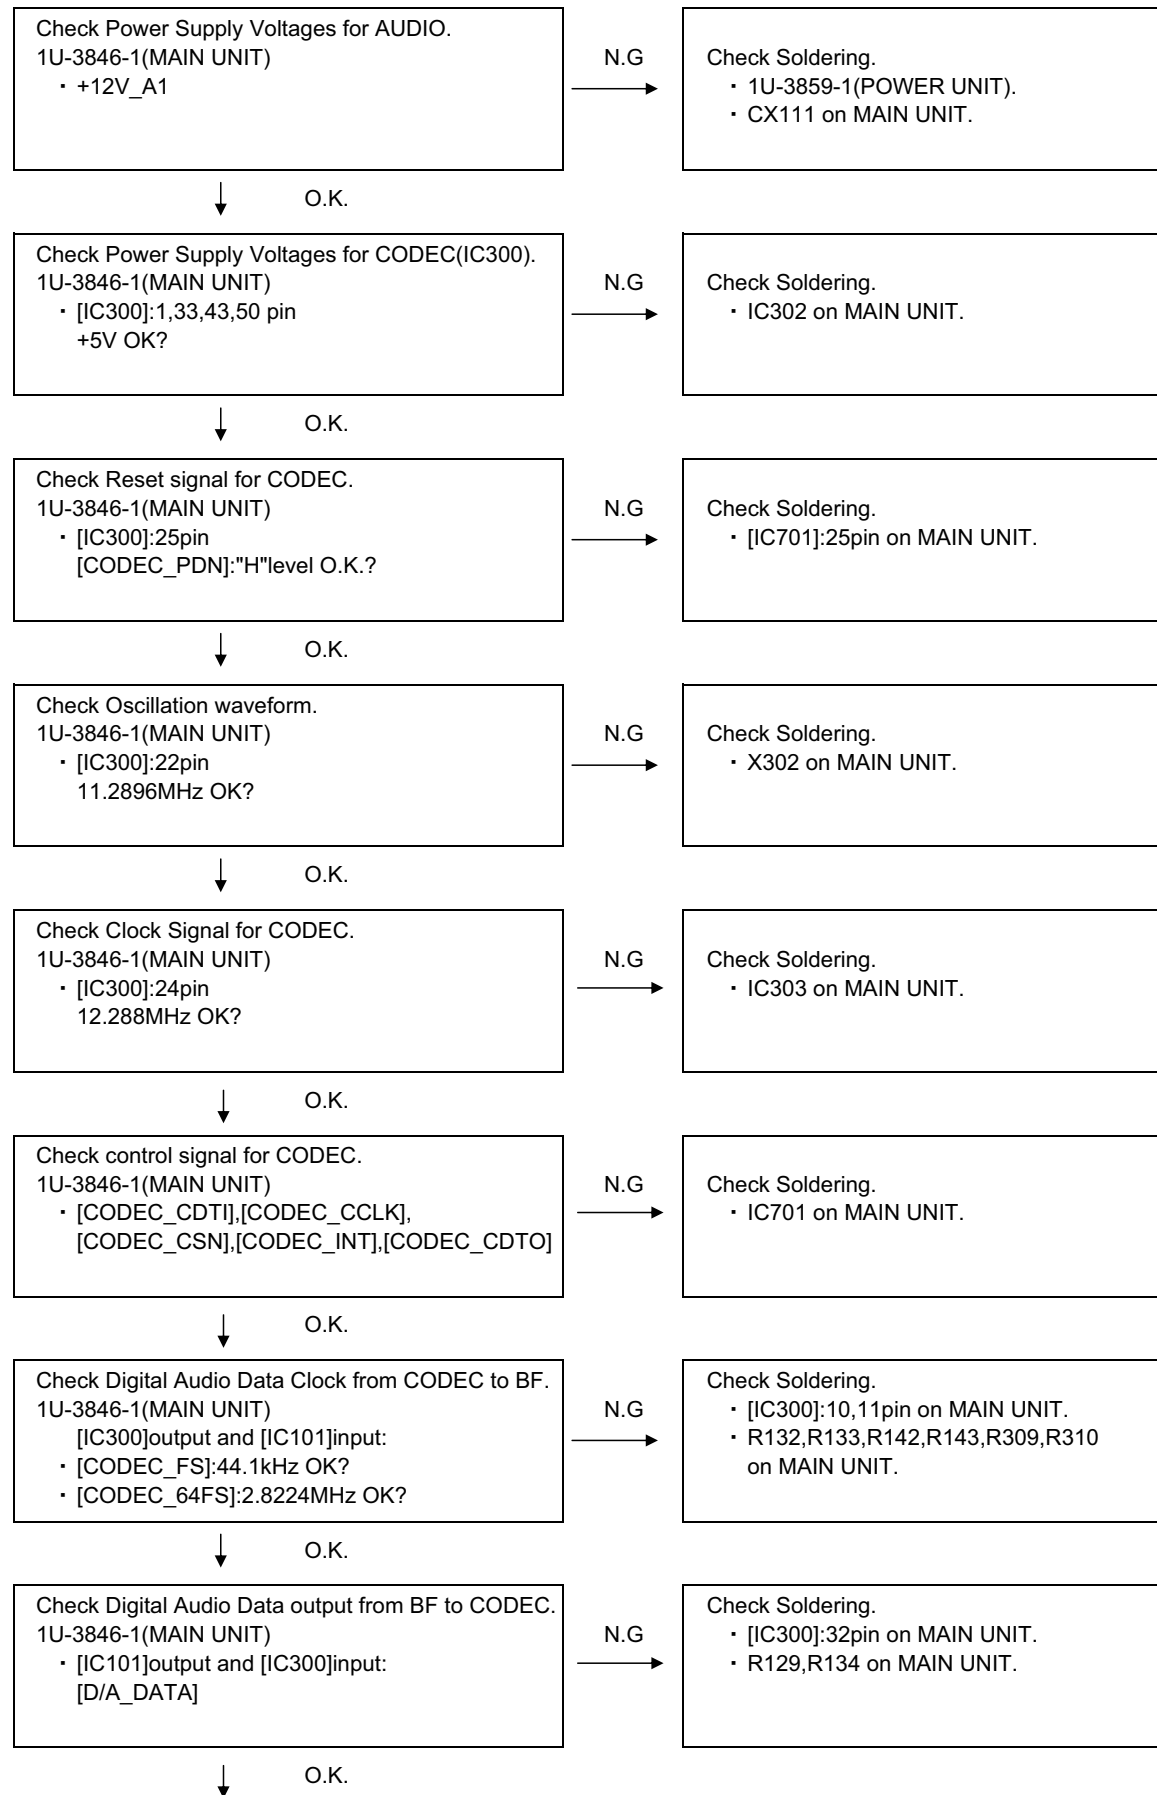 Check Power Supply Voltages for AUDIO.
1U-3846-1(MAIN UNIT)
・+12V_A1
N.G
Check Soldering.
・1U-3859-1(POWER UNIT).
・CX111 on MAIN UNIT.
O.K.
Check Power Supply Voltages for CODEC(IC300).
1U-3846-1(MAIN UNIT)
・[IC300]:1,33,43,50 pin
+5V OK?
N.G
Check Soldering.
・IC302 on MAIN UNIT.
O.K.
Check Reset signal for CODEC.
1U-3846-1(MAIN UNIT)
・[IC300]:25pin
[CODEC_PDN]:"H"level O.K.?
N.G
Check Soldering.
・[IC701]:25pin on MAIN UNIT.
O.K.
Check Oscillation waveform.
1U-3846-1(MAIN UNIT)
・[IC300]:22pin
11.2896MHz OK?
N.G
Check Soldering.
・X302 on MAIN UNIT.
O.K.
Check Clock Signal for CODEC.
1U-3846-1(MAIN UNIT)
・[IC300]:24pin
12.288MHz OK?
N.G
Check Soldering.
・IC303 on MAIN UNIT.
O.K.
Check control signal for CODEC.
1U-3846-1(MAIN UNIT)
・[CODEC_CDTI],[CODEC_CCLK],
[CODEC_CSN],[CODEC_INT],[CODEC_CDTO]
N.G
Check Soldering.
・IC701 on MAIN UNIT.
O.K.
Check Digital Audio Data Clock from CODEC to BF.
1U-3846-1(MAIN UNIT)
[IC300]output and [IC101]input:
・[CODEC_FS]:44.1kHz OK?
・[CODEC_64FS]:2.8224MHz OK?
N.G
Check Soldering.
・[IC300]:10,11pin on MAIN UNIT.
・R132,R133,R142,R143,R309,R310
on MAIN UNIT.
O.K.
Check Digital Audio Data output from BF to CODEC.
1U-3846-1(MAIN UNIT)
・[IC101]output and [IC300]input:
[D/A_DATA]
N.G
Check Soldering.
・[IC300]:32pin on MAIN UNIT.
・R129,R134 on MAIN UNIT.
O.K.